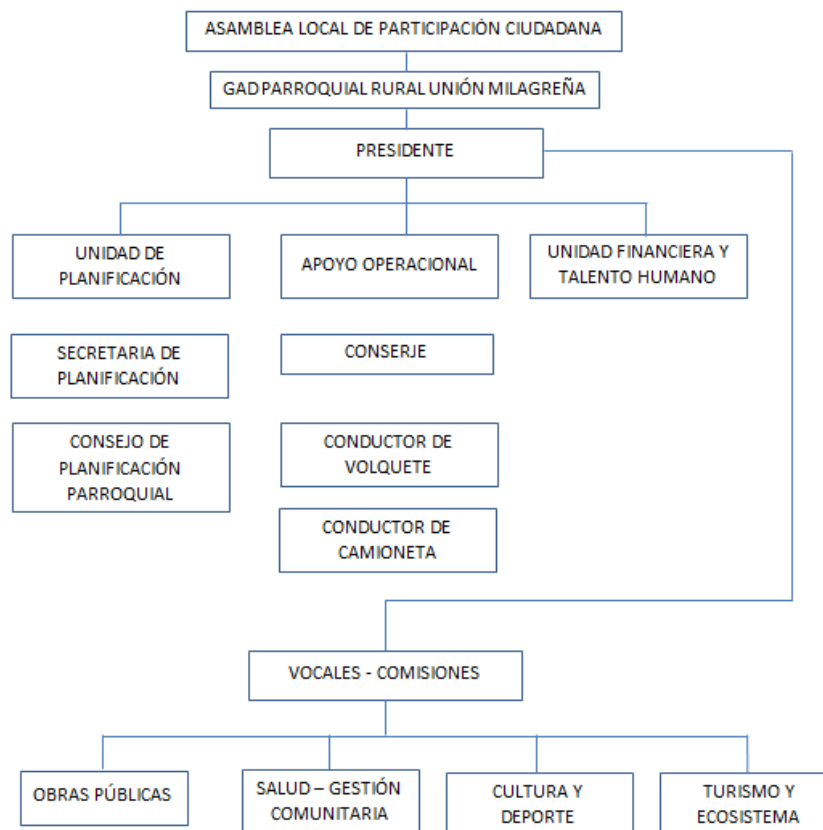 ASAMBLEA LOCAL DE PARTICIPACIÓN CIUDADANA
GAD PARROQUIAL RURAL UNIÓN MILAGREÑA
PRESIDENTE
UNIDAD DE
PLANIFICACIÓN
APOYO OPERACIONAL
UNIDAD FINANCIERA Y
TALENTO HUMANO
SECRETARIA DE
PLANIFICACIÓN
CONSERJE
CONSEJO DE
PLANIFICACIÓN
PARROQUIAL
CONDUCTOR DE
VOLQUETE
CONDUCTOR DE
CAMIONETA
VOCALES - COMISIONES
OBRAS PÚBLICAS
SALUD – GESTIÓN
COMUNITARIA
CULTURA Y
DEPORTE
TURISMO Y
ECOSISTEMA